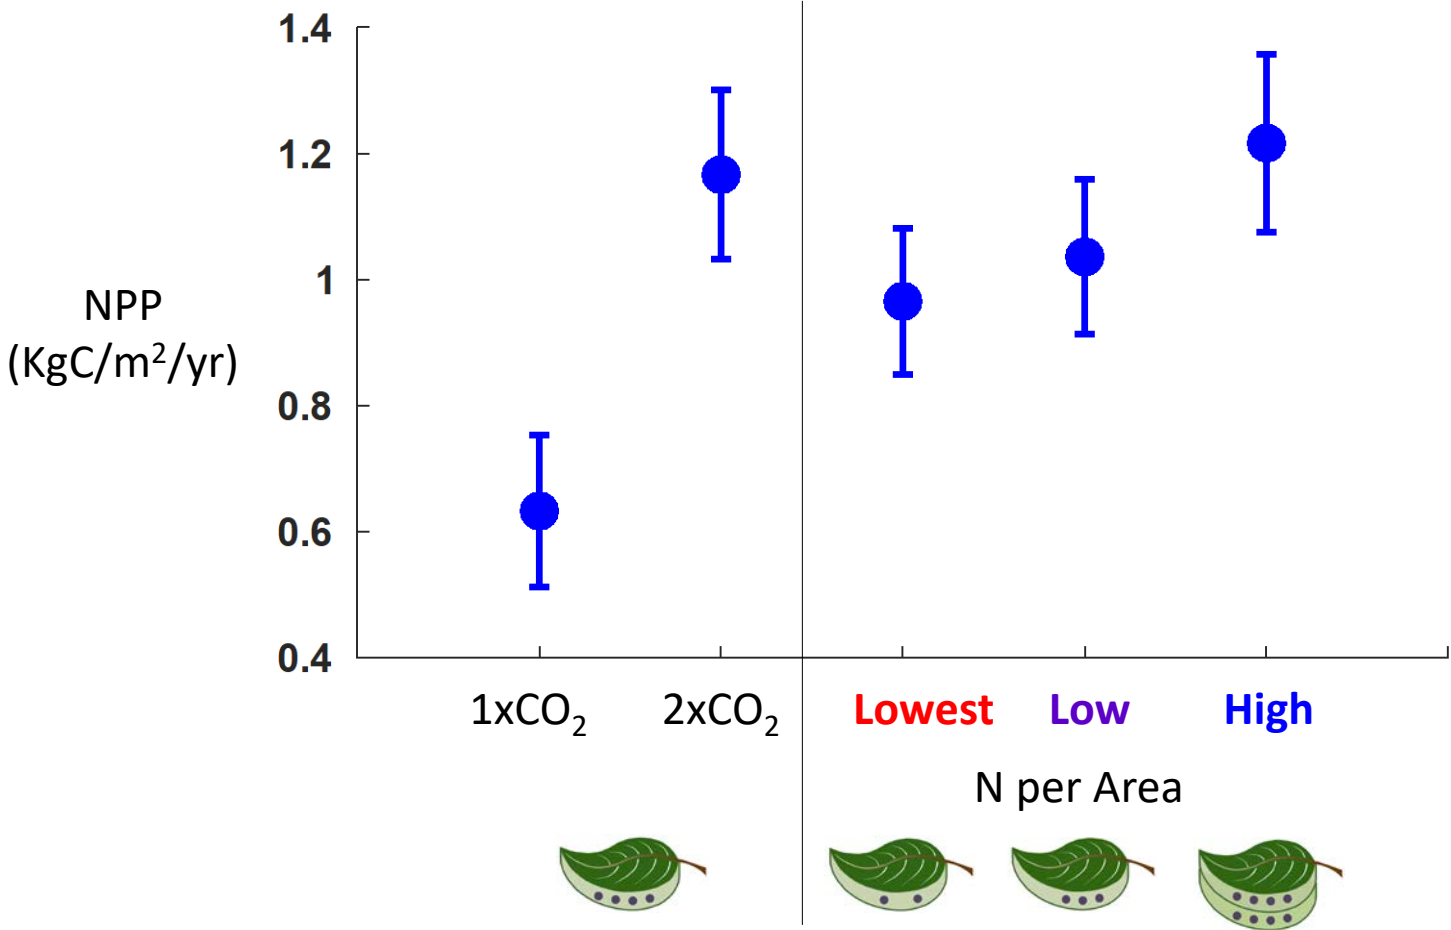 1.4
1.2
1
0.8
0.6
0.4
NPP
(KgC/m²/yr)
1xCO₂ 2xCO₂ Lowest Low High
N per Area